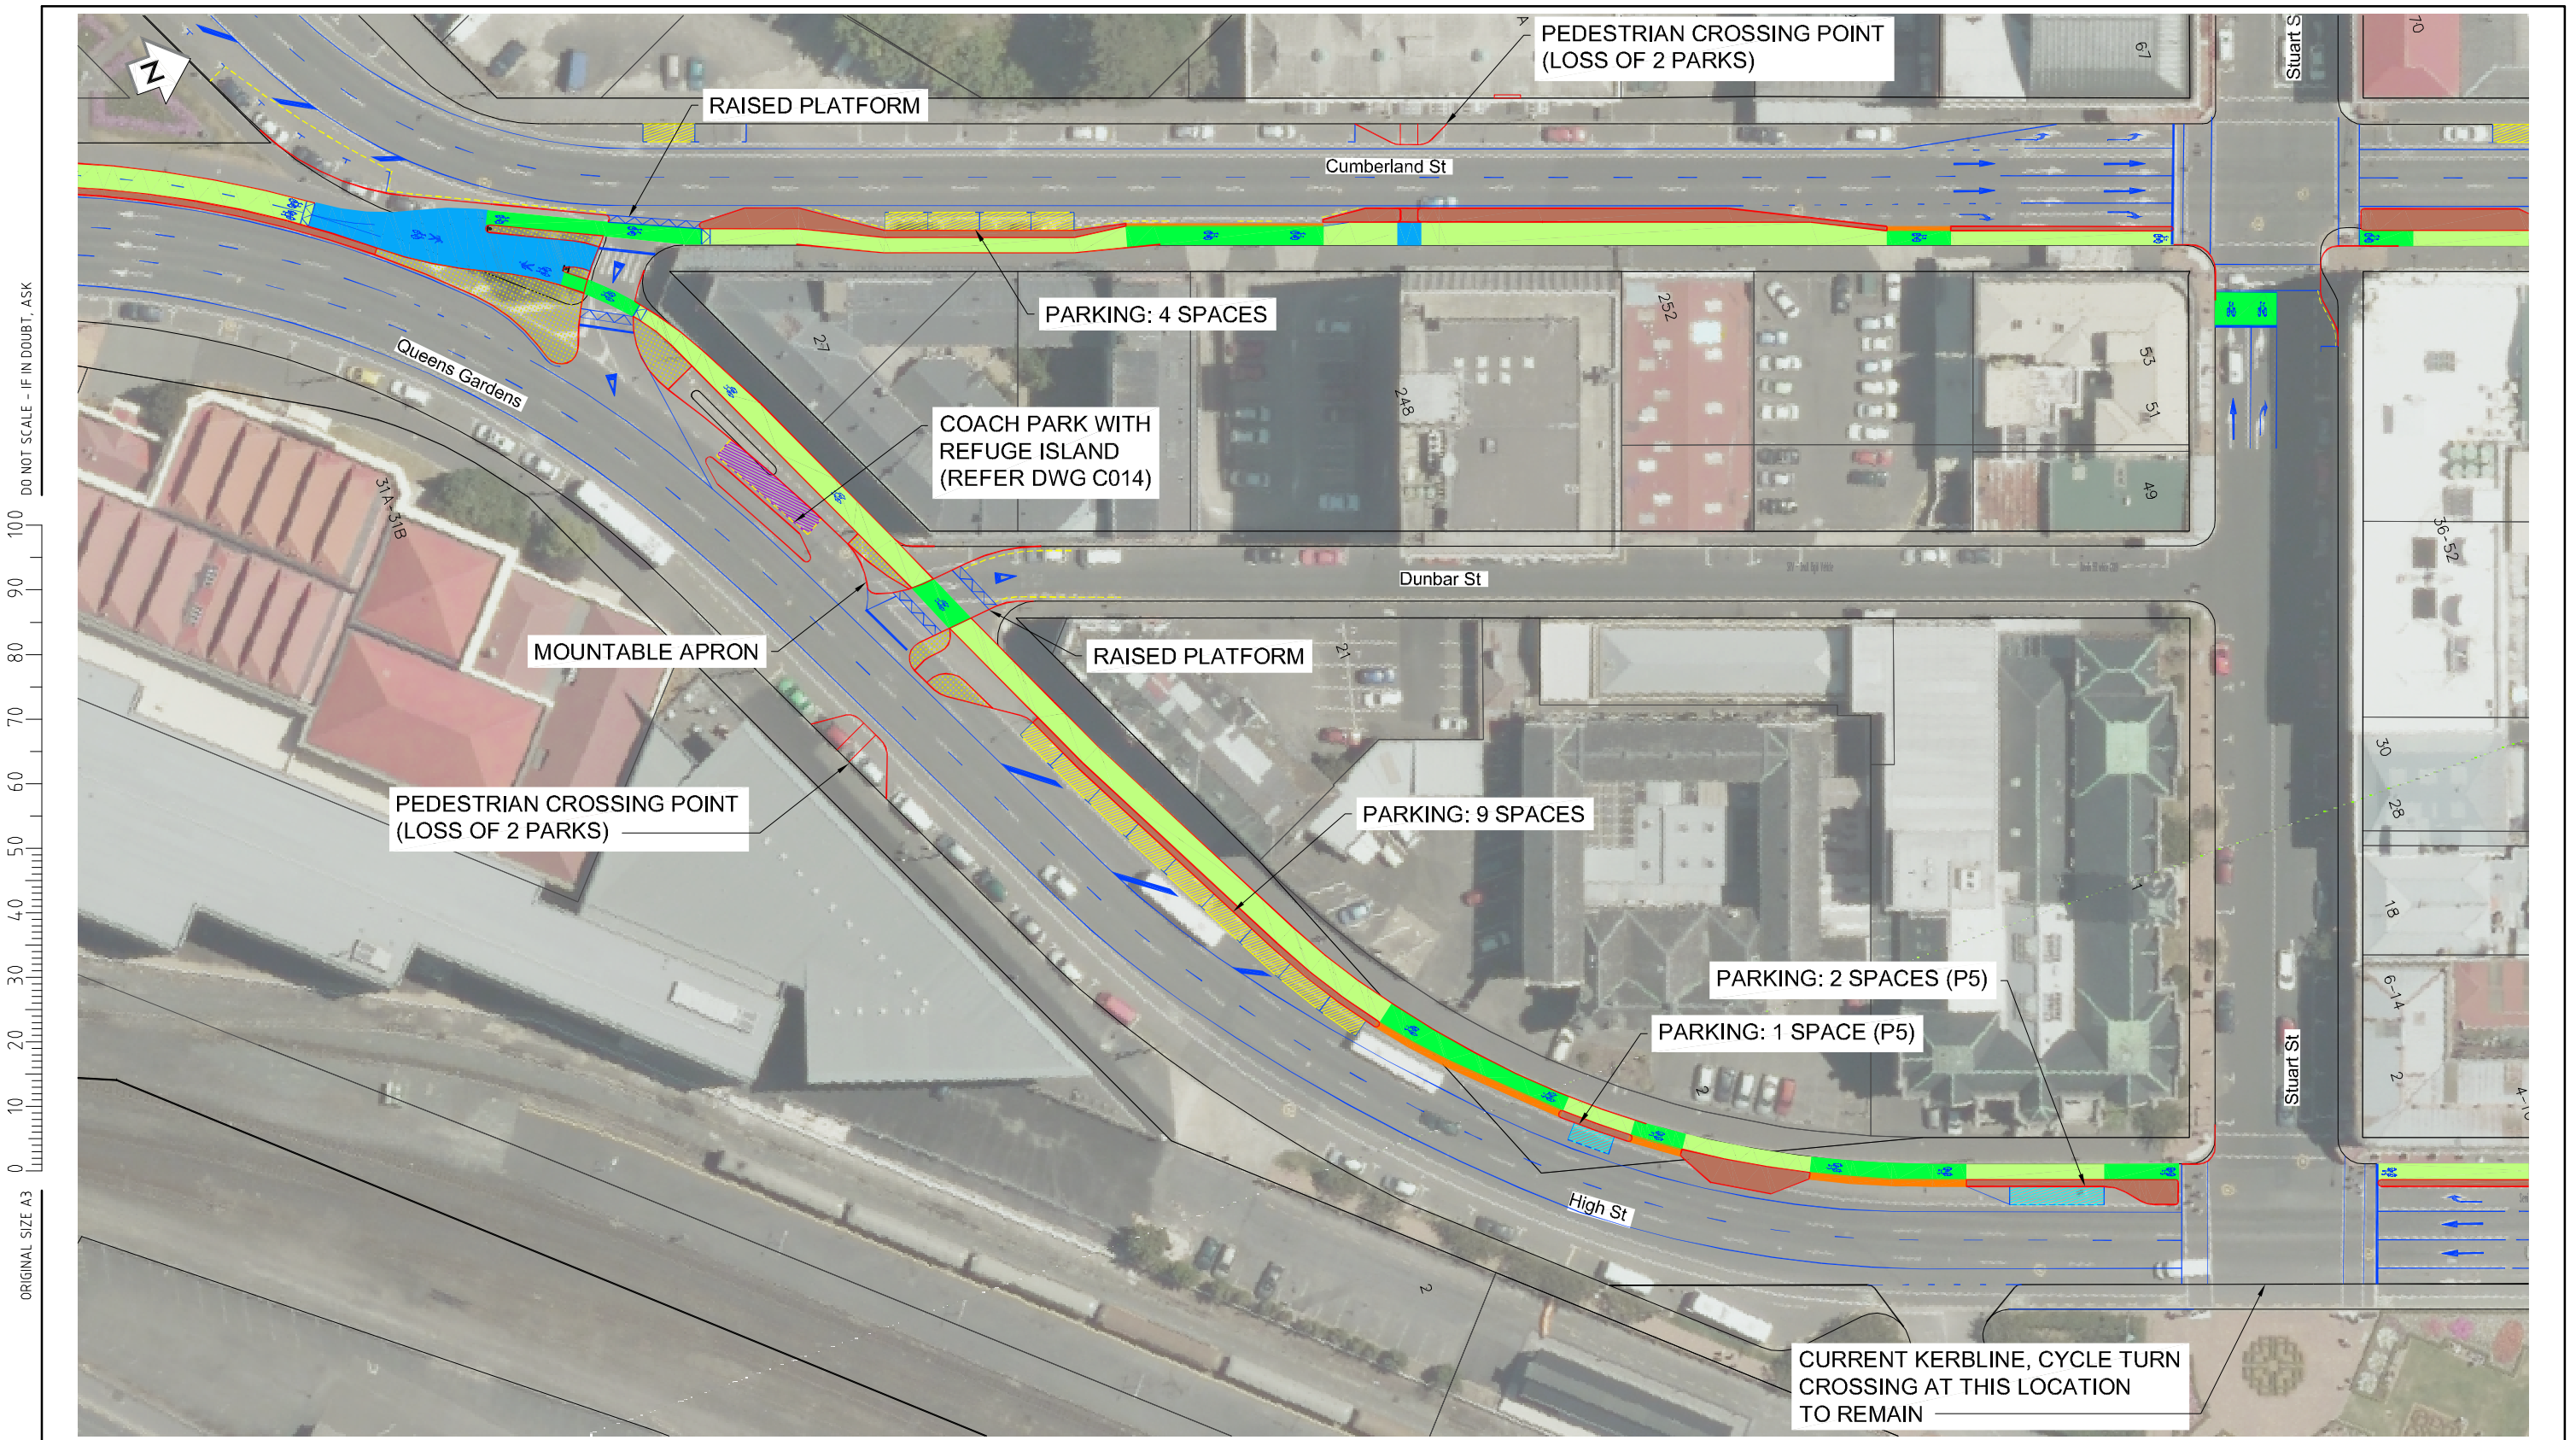 PEDESTRIAN CROSSING POINT
(LOSS OF 2 PARKS)
N
RAISED PLATFORM
Stuart S
67
70
Cumberland St
PARKING: 4 SPACES
27
252
248
53
51
49
Queens Gardens
COACH PARK WITH
REFUGE ISLAND
(REFER DWG C014)
31A-31B
36-52
Dunbar St
MOUNTABLE APRON
RAISED PLATFORM
21
30
28
18
6-14
2
PEDESTRIAN CROSSING POINT
(LOSS OF 2 PARKS)
PARKING: 9 SPACES
1
PARKING: 2 SPACES (P5)
PARKING: 1 SPACE (P5)
2
Stuart St
High St
2
CURRENT KERBLINE, CYCLE TURN
CROSSING AT THIS LOCATION
TO REMAIN
DO NOT SCALE - IF IN DOUBT, ASK
100
90
80
70
60
50
40
30
20
10
0
ORIGINAL SIZE A3